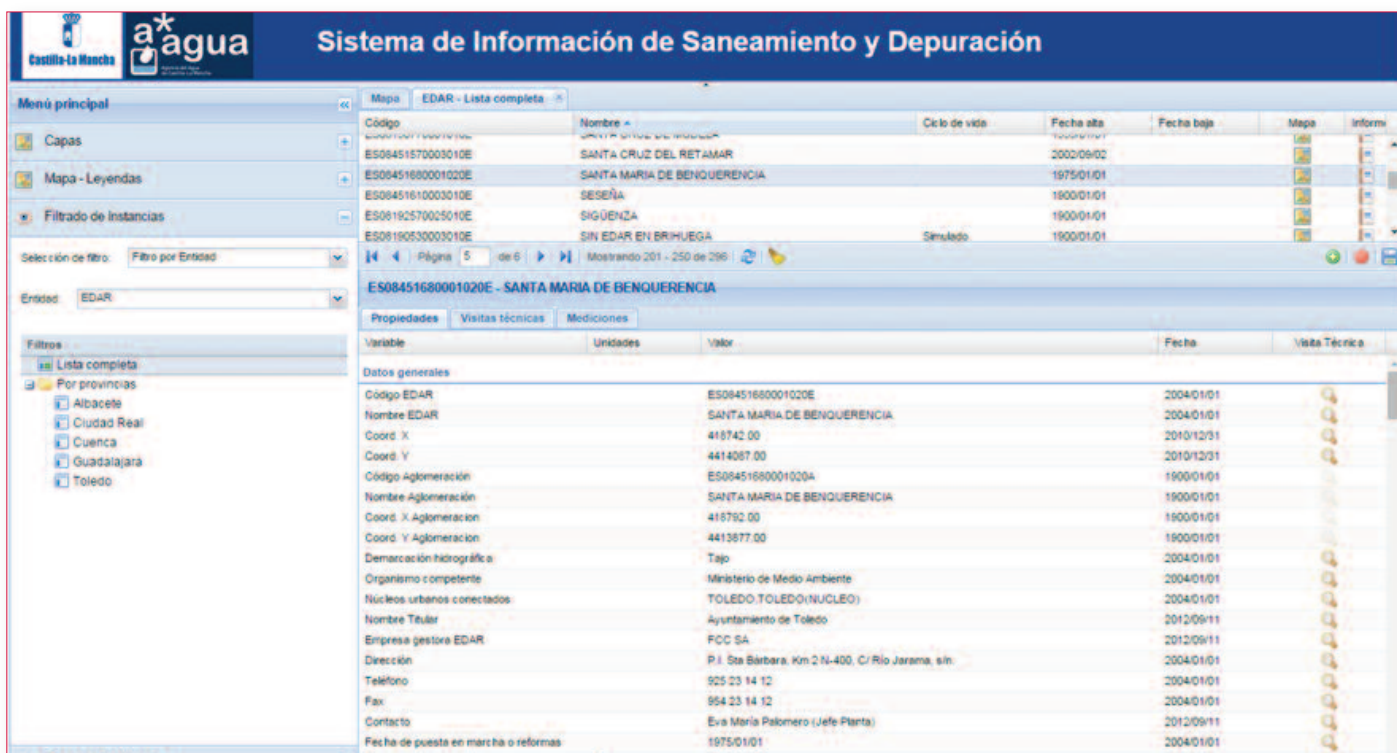 Castilla-La Mancha
a*agua
Sistema de Información de Saneamiento y Depuración
Menú principal
Capas
Mapa - Leyendas
Filtrado de Instancias
Selección de filtro: Filtro por Entidad
Entidad: EDAR
Filtros
Lista completa
Por provincias
Albacete
Ciudad Real
Cuenca
Guadalajara
Toledo
Mapa EDAR - Lista completa
Código Nombre Ciclo de vida Fecha alta Fecha baja Mapa Inform
ES08451570003010E SANTA CRUZ DEL RETAMAR 2002/09/02
ES08451680001020E SANTA MARIA DE BENQUERENCIA 1975/01/01
ES08451610003010E SESEÑA 1900/01/01
ES08192570025010E SIGÜENZA 1900/01/01
ES08190530003010E SIN EDAR EN BRIHUEGA Simulado 1900/01/01
Página 5 de 6 Mostrando 201 - 250 de 296
ES08451680001020E - SANTA MARIA DE BENQUERENCIA
Propiedades Visitas técnicas Mediciones
Variable Unidades Valor Fecha Visita Técnica
Datos generales
Código EDAR ES08451680001020E 2004/01/01
Nombre EDAR SANTA MARIA DE BENQUERENCIA 2004/01/01
Coord. X 418742.00 2010/12/31
Coord. Y 4414087.00 2010/12/31
Código Aglomeración ES08451680001020A 1900/01/01
Nombre Aglomeración SANTA MARIA DE BENQUERENCIA 1900/01/01
Coord. X Aglomeracion 418792.00 1900/01/01
Coord. Y Aglomeracion 4413877.00 1900/01/01
Demarcación hidrográfica Tajo 2004/01/01
Organismo competente Ministerio de Medio Ambiente 2004/01/01
Núcleos urbanos conectados TOLEDO,TOLEDO(NUCLEO) 2004/01/01
Nombre Titular Ayuntamiento de Toledo 2012/09/11
Empresa gestora EDAR FCC SA 2012/09/11
Dirección P.I. Sta Bárbara, Km 2 N-400, C/ Río Jarama, s/n. 2004/01/01
Teléfono 925 23 14 12 2004/01/01
Fax 954 23 14 12 2004/01/01
Contacto Eva María Palomero (Jefe Planta) 2012/09/11
Fecha de puesta en marcha o reformas 1975/01/01 2004/01/01